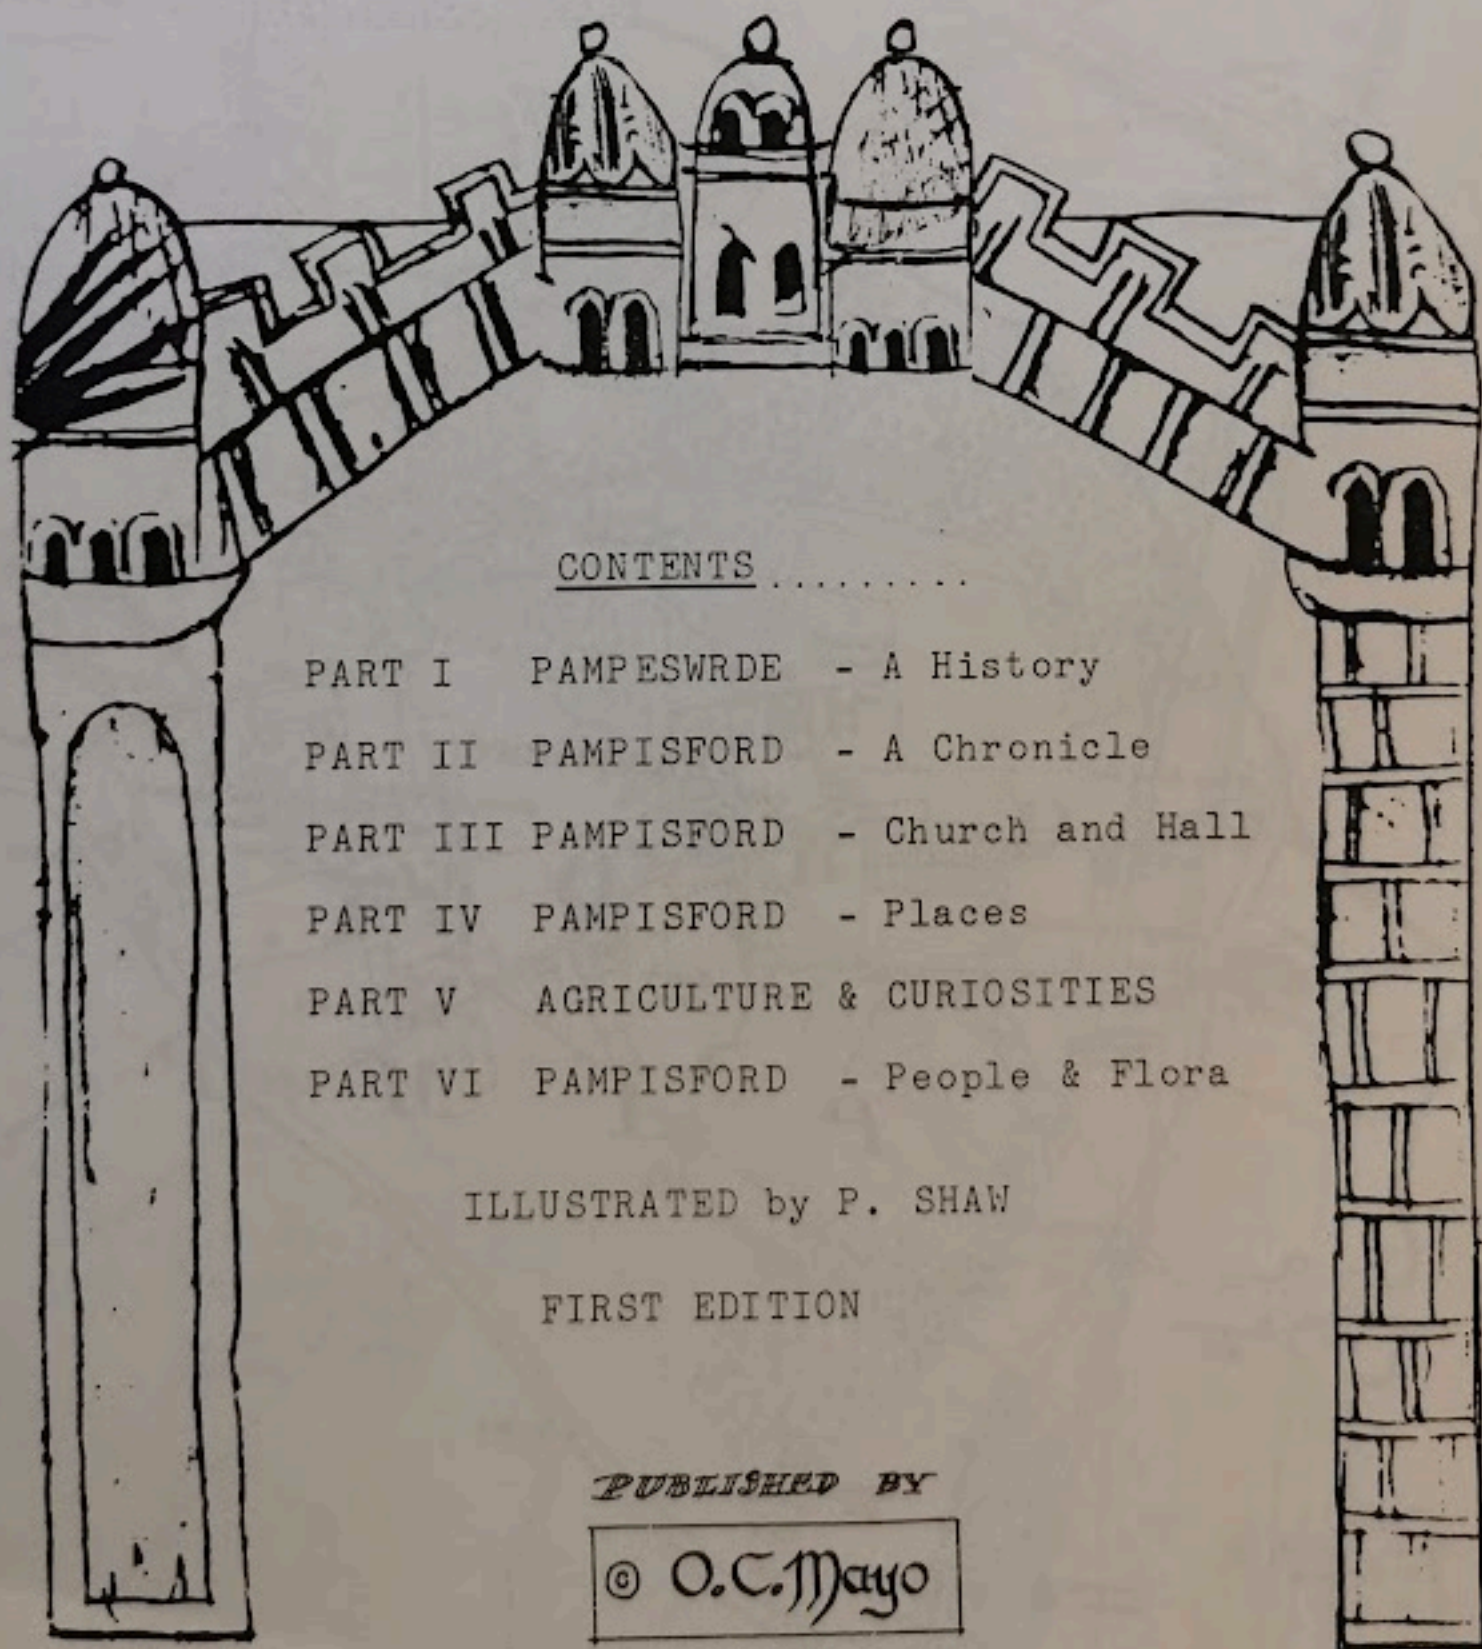 CONTENTS .........
PART I PAMPESWRDE - A History
PART II PAMPISFORD - A Chronicle
PART III PAMPISFORD - Church and Hall
PART IV PAMPISFORD - Places
PART V AGRICULTURE & CURIOSITIES
PART VI PAMPISFORD - People & Flora
ILLUSTRATED by P. SHAW
FIRST EDITION
PUBLISHED BY
© O.C.Mayo